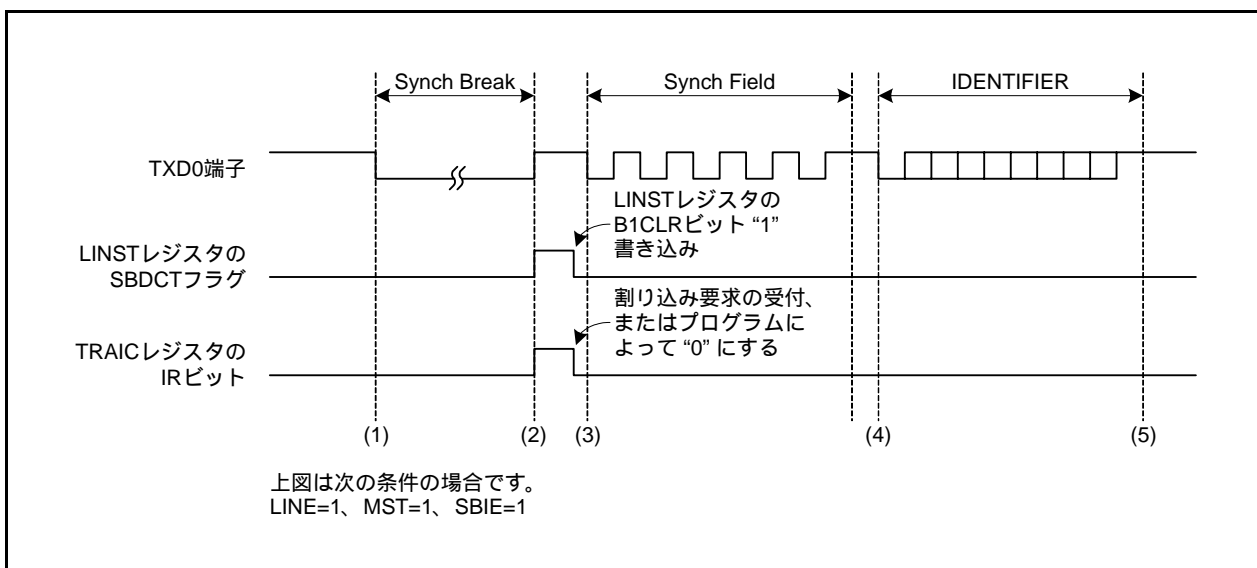 Synch Break
Synch Field
IDENTIFIER
TXD0端子
LINSTレジスタの
B1CLRビット “1”
書き込み
LINSTレジスタの
SBDCTフラグ
割り込み要求の受付、
またはプログラムに
よって “0” にする
TRAICレジスタの
IRビット
(1)
(2)
(3)
(4)
(5)
上図は次の条件の場合です。
LINE=1、MST=1、SBIE=1